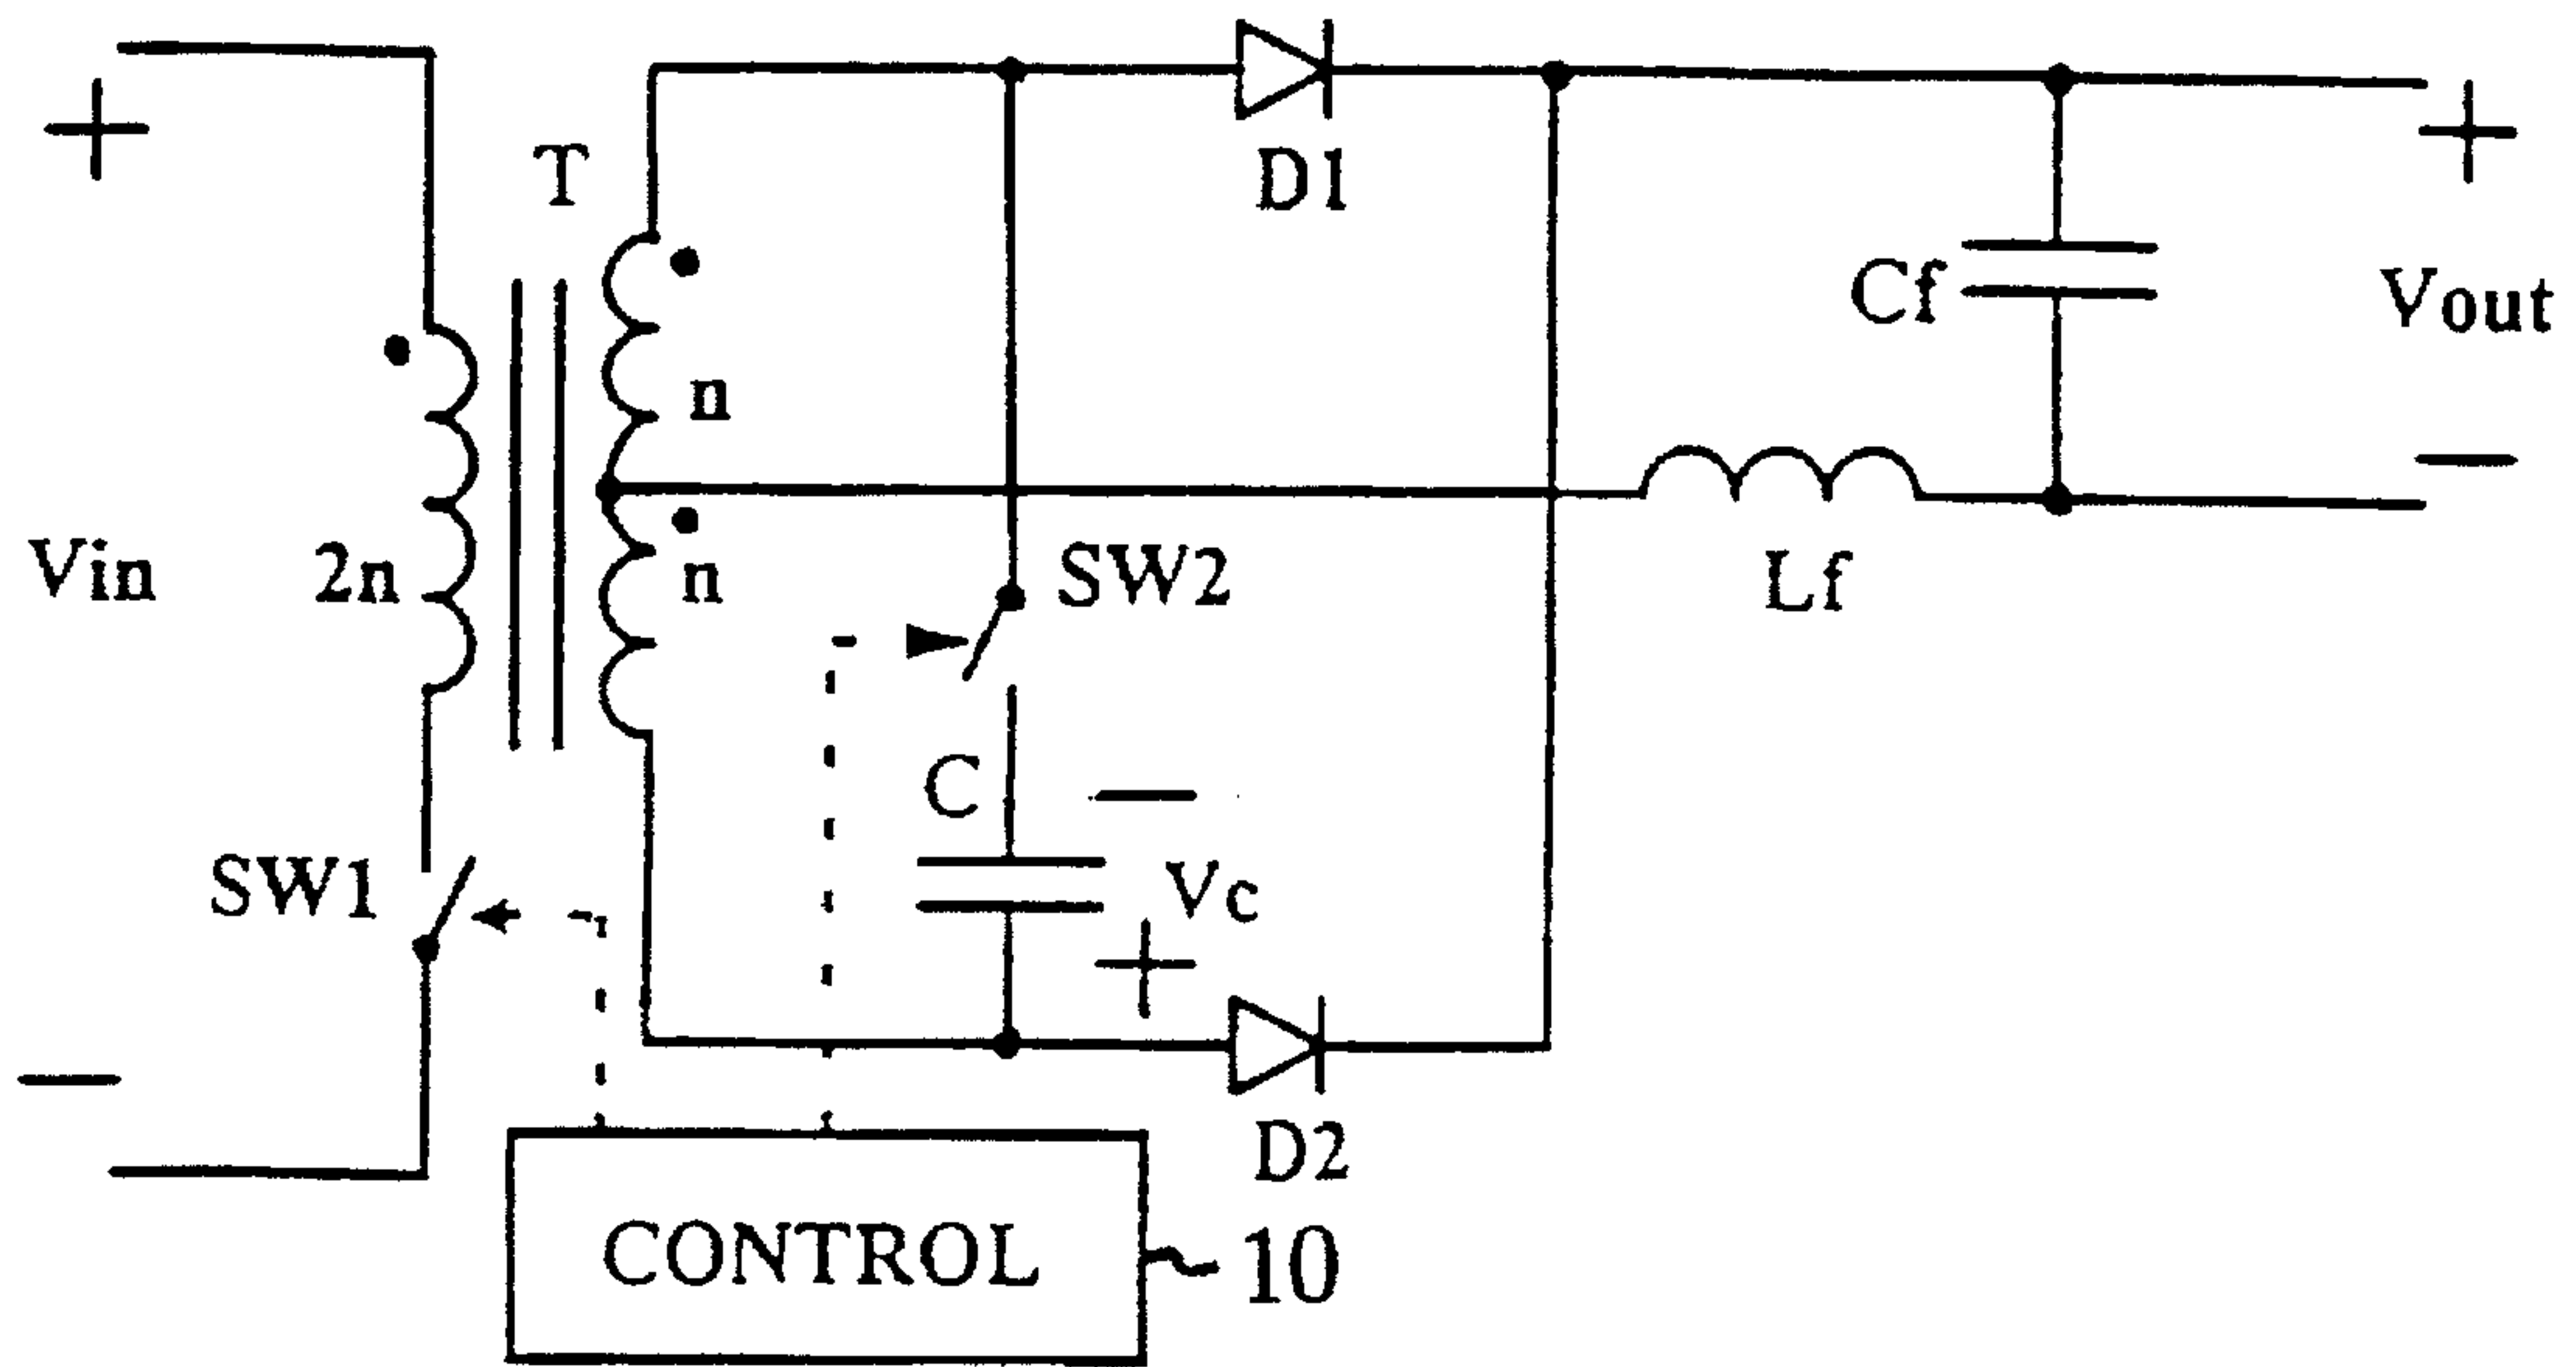 +
T
D1
+
Cf
Vout
n
−
Vin
2n
n
SW2
Lf
C
−
SW1
Vc
+
−
D2
CONTROL
10